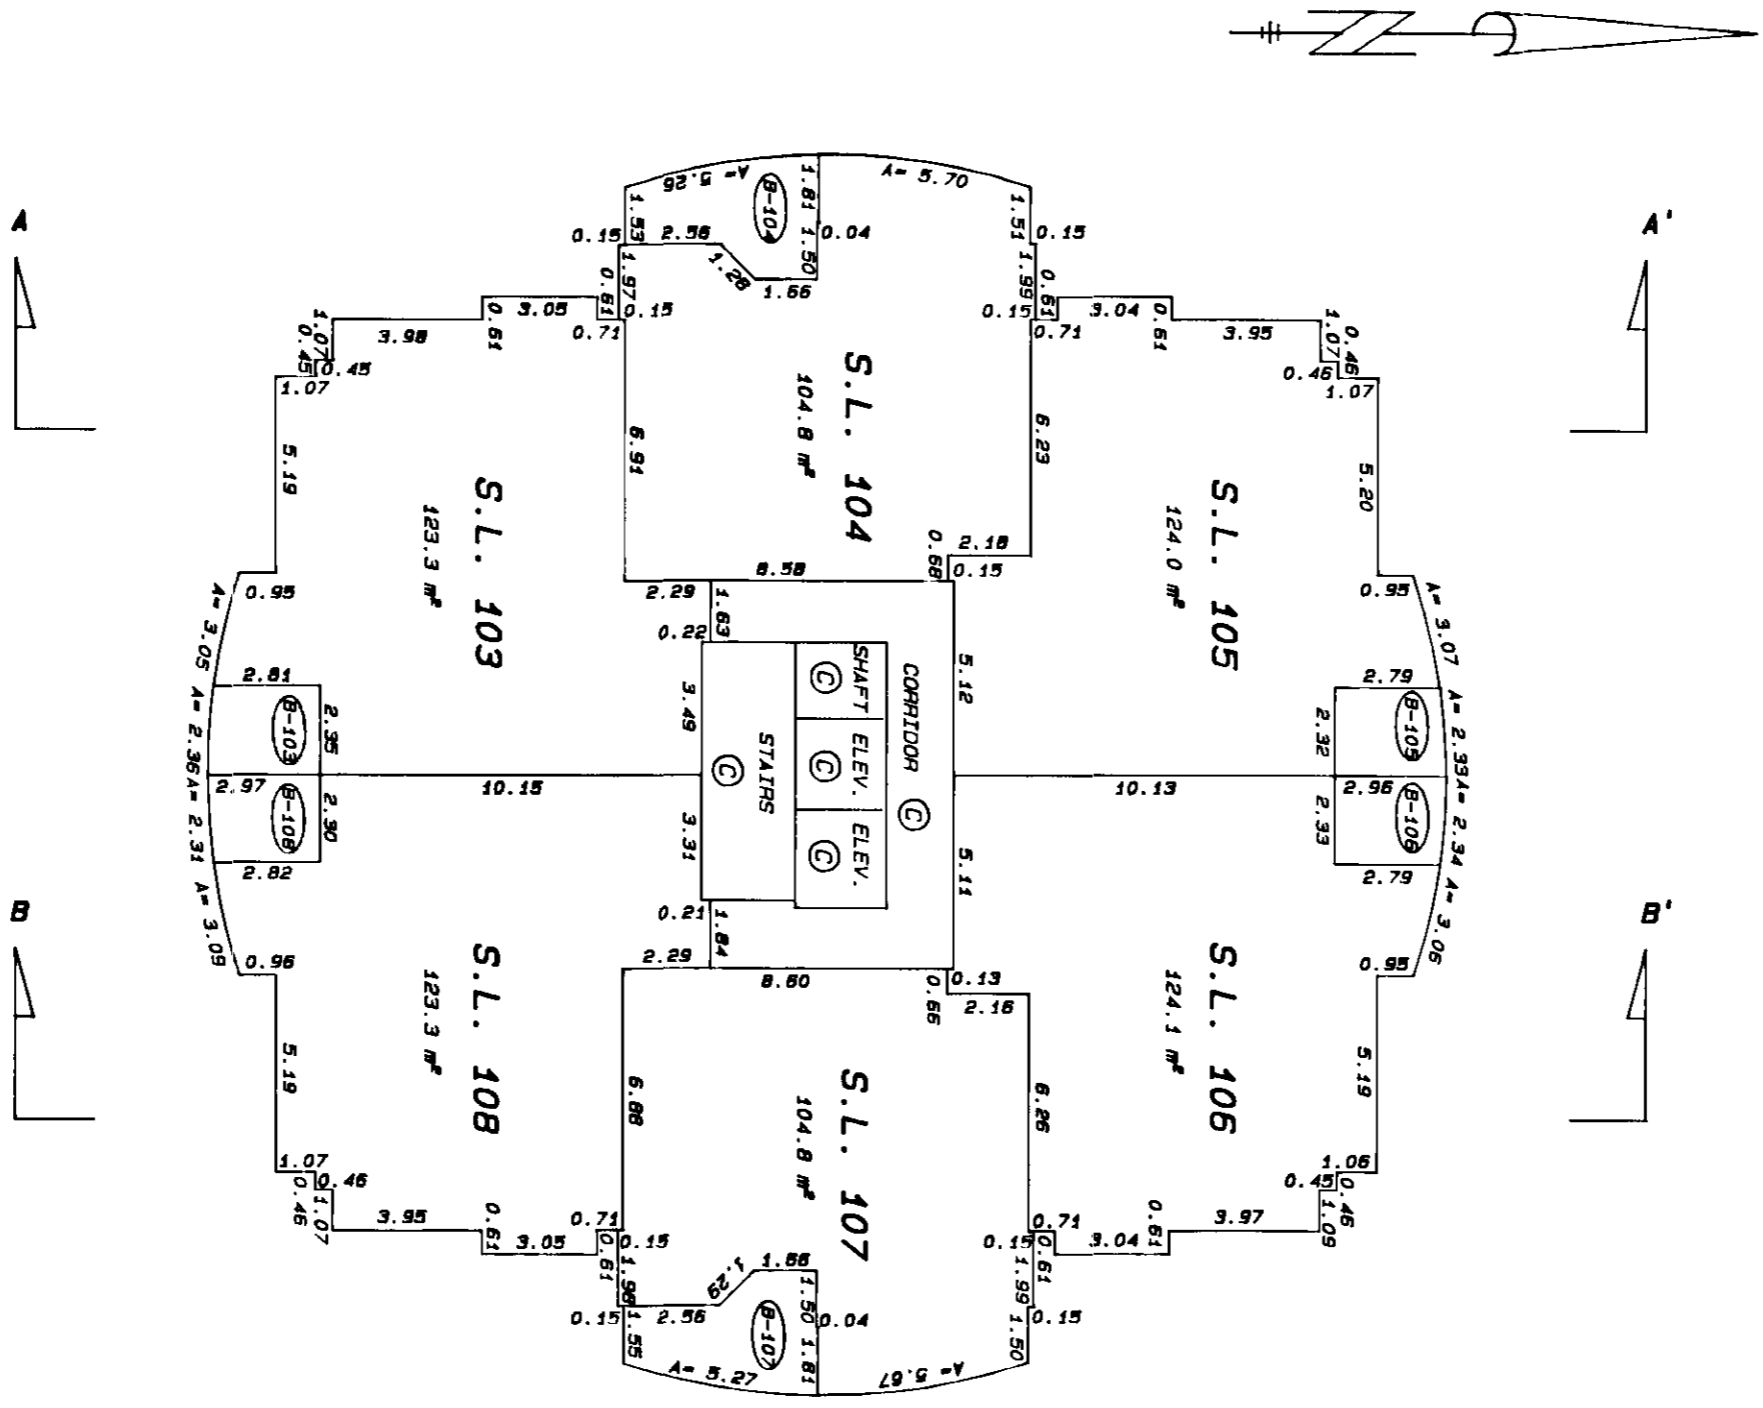 N
A
A'
A= 5.26
B-104
1.81
A= 5.70
1.53
0.15
2.56
1.50
0.04
1.51
0.15
1.28
1.66
1.97
0.61
0.15
0.71
1.99
0.61
0.15
0.71
3.05
0.61
3.98
1.07
0.45
0.45
1.07
3.04
0.61
3.95
1.07
0.46
0.46
1.07
S.L. 104
104.8 m²
6.91
6.23
5.19
5.20
S.L. 103
123.3 m²
S.L. 105
124.0 m²
0.68
2.18
0.15
8.58
2.29
1.63
0.22
0.95
0.95
A= 3.05
A= 3.07
2.81
2.79
B-103
2.35
A= 2.36
B-105
2.32
A= 2.33
3.49
SHAFT
C
ELEV.
C
ELEV.
C
STAIRS
C
CORRIDOR
C
5.12
2.97
10.15
10.13
2.96
B-108
2.30
A= 2.31
2.82
A= 3.09
B-106
2.33
A= 2.34
2.79
A= 3.06
3.31
5.11
0.21
1.84
2.29
8.60
0.13
0.66
2.16
B
B'
0.96
0.95
S.L. 108
123.3 m²
S.L. 106
124.1 m²
5.19
5.19
6.88
6.26
S.L. 107
104.8 m²
1.07
0.46
0.46
1.07
3.95
0.61
3.05
0.71
0.61
0.15
1.98
1.06
0.45
0.46
1.09
3.97
0.61
3.04
0.71
0.15
0.61
1.99
1.66
1.29
0.15
2.56
1.55
1.50
0.04
1.81
B-107
0.15
1.50
A= 5.27
A= 5.67